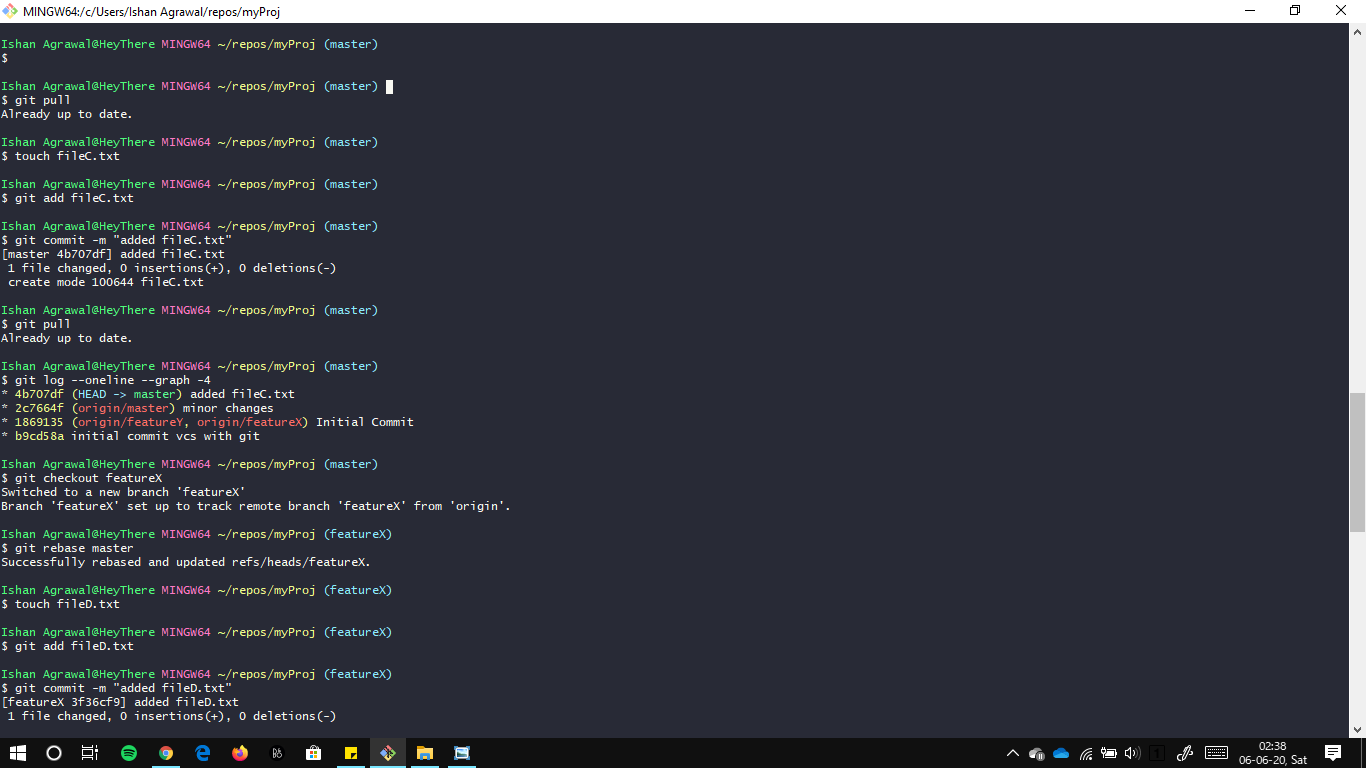 MINGW64:/c/Users/Ishan Agrawal/repos/myProj
Ishan Agrawal@HeyThere MINGW64 ~/repos/myProj (master)
$
Ishan Agrawal@HeyThere MINGW64 ~/repos/myProj (master)
$ git pull
Already up to date.
Ishan Agrawal@HeyThere MINGW64 ~/repos/myProj (master)
$ touch fileC.txt
Ishan Agrawal@HeyThere MINGW64 ~/repos/myProj (master)
$ git add fileC.txt
Ishan Agrawal@HeyThere MINGW64 ~/repos/myProj (master)
$ git commit -m "added fileC.txt"
[master 4b707df] added fileC.txt
1 file changed, 0 insertions(+), 0 deletions(-)
create mode 100644 fileC.txt
Ishan Agrawal@HeyThere MINGW64 ~/repos/myProj (master)
$ git pull
Already up to date.
Ishan Agrawal@HeyThere MINGW64 ~/repos/myProj (master)
$ git log --oneline --graph -4
* 4b707df (HEAD -> master) added fileC.txt
* 2c7664f (origin/master) minor changes
* 1869135 (origin/featureY, origin/featureX) Initial Commit
* b9cd58a initial commit vcs with git
Ishan Agrawal@HeyThere MINGW64 ~/repos/myProj (master)
$ git checkout featureX
Switched to a new branch 'featureX'
Branch 'featureX' set up to track remote branch 'featureX' from 'origin'.
Ishan Agrawal@HeyThere MINGW64 ~/repos/myProj (featureX)
$ git rebase master
Successfully rebased and updated refs/heads/featureX.
Ishan Agrawal@HeyThere MINGW64 ~/repos/myProj (featureX)
$ touch fileD.txt
Ishan Agrawal@HeyThere MINGW64 ~/repos/myProj (featureX)
$ git add fileD.txt
Ishan Agrawal@HeyThere MINGW64 ~/repos/myProj (featureX)
$ git commit -m "added fileD.txt"
[featureX 3f36cf9] added fileD.txt
1 file changed, 0 insertions(+), 0 deletions(-)
02:38
06-06-20, Sat